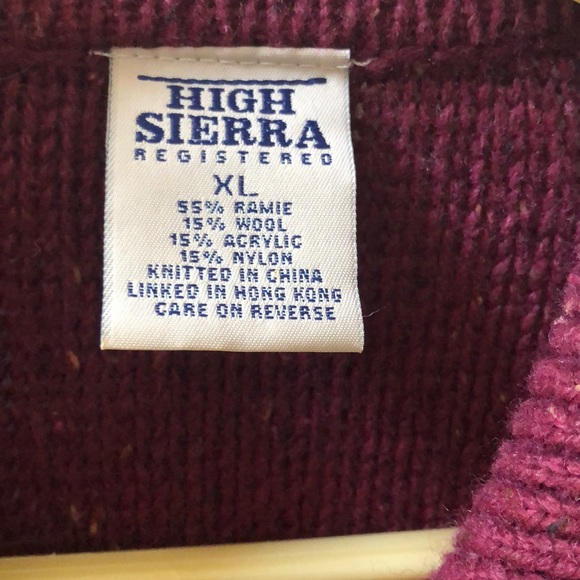 HIGH
SIERRA
REGISTERED
XL
55% RAMIE
15% WOOL
15% ACRYLIC
15% NYLON
KNITTED IN CHINA
LINKED IN HONG KONG
CARE ON REVERSE